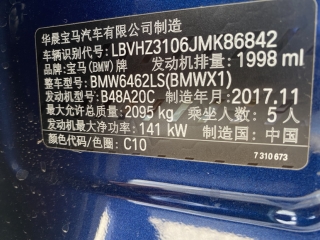 华晨宝马汽车有限公司制造
车辆识别代号: LBVHZ3106JMK86842
品牌: 宝马(BMW)牌 发动机排量: 1998 ml
整车型号: BMW6462LS(BMWX1)
发动机型号: B48A20C 制造年月: 2017.11
最大允许总质量: 2095 kg 乘坐人数: 5 人
发动机最大净功率: 141 kW 制造国: 中国
颜色代码/色圈: C10
7 310 673